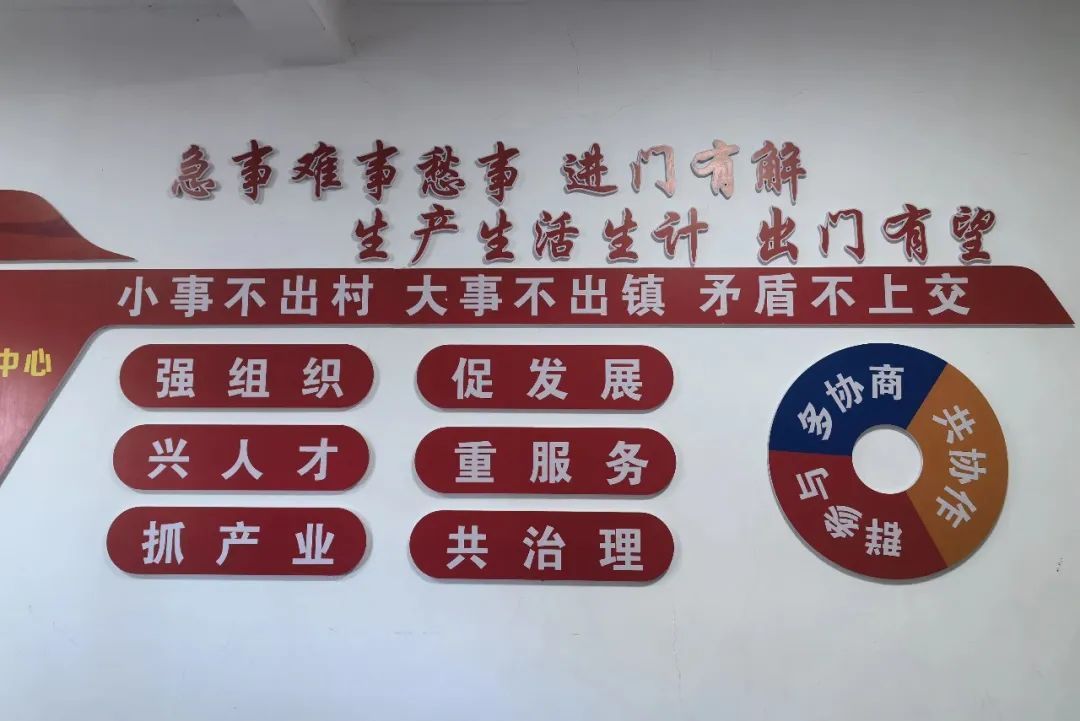 急事难事愁事 进门有解
生产生活生计 出门有望
小事不出村 大事不出镇 矛盾不上交
中心
强组织
促发展
兴人才
重服务
抓产业
共治理
多协商
共协作
群参与